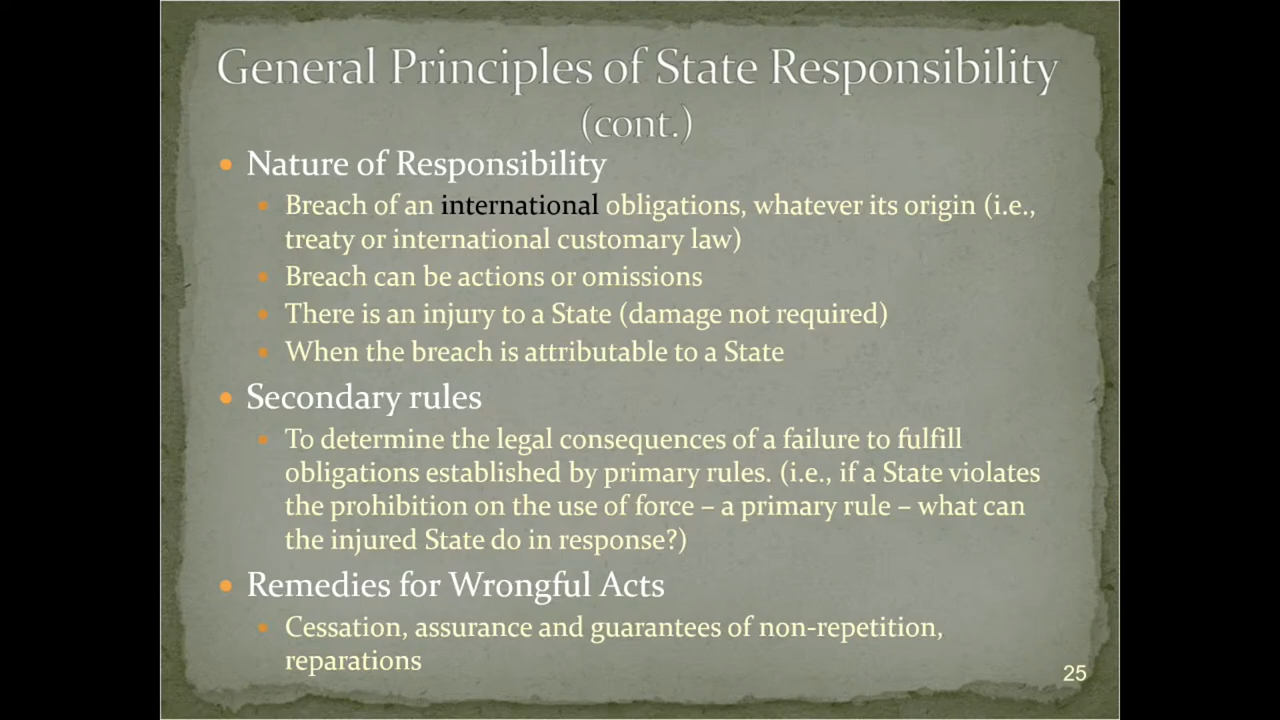 General Principles of State Responsibility
(cont.)
Nature of Responsibility
Breach of an international obligations, whatever its origin (i.e.,
treaty or international customary law)
Breach can be actions or omissions
There is an injury to a State (damage not required)
When the breach is attributable to a State
Secondary rules
To determine the legal consequences of a failure to fulfill
obligations established by primary rules. (i.e., if a State violates
the prohibition on the use of force – a primary rule – what can
the injured State do in response?)
Remedies for Wrongful Acts
Cessation, assurance and guarantees of non-repetition,
reparations
25